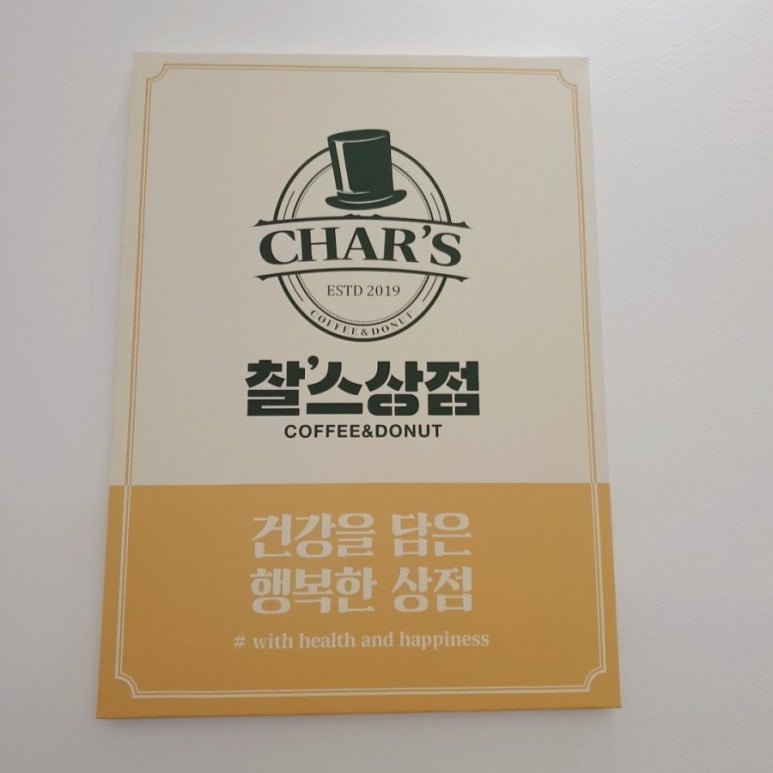 CHAR'S
ESTD 2019
COFFEE&DONUT
찰'스상점
COFFEE&DONUT
건강을 담은
행복한 상점
# with health and happiness